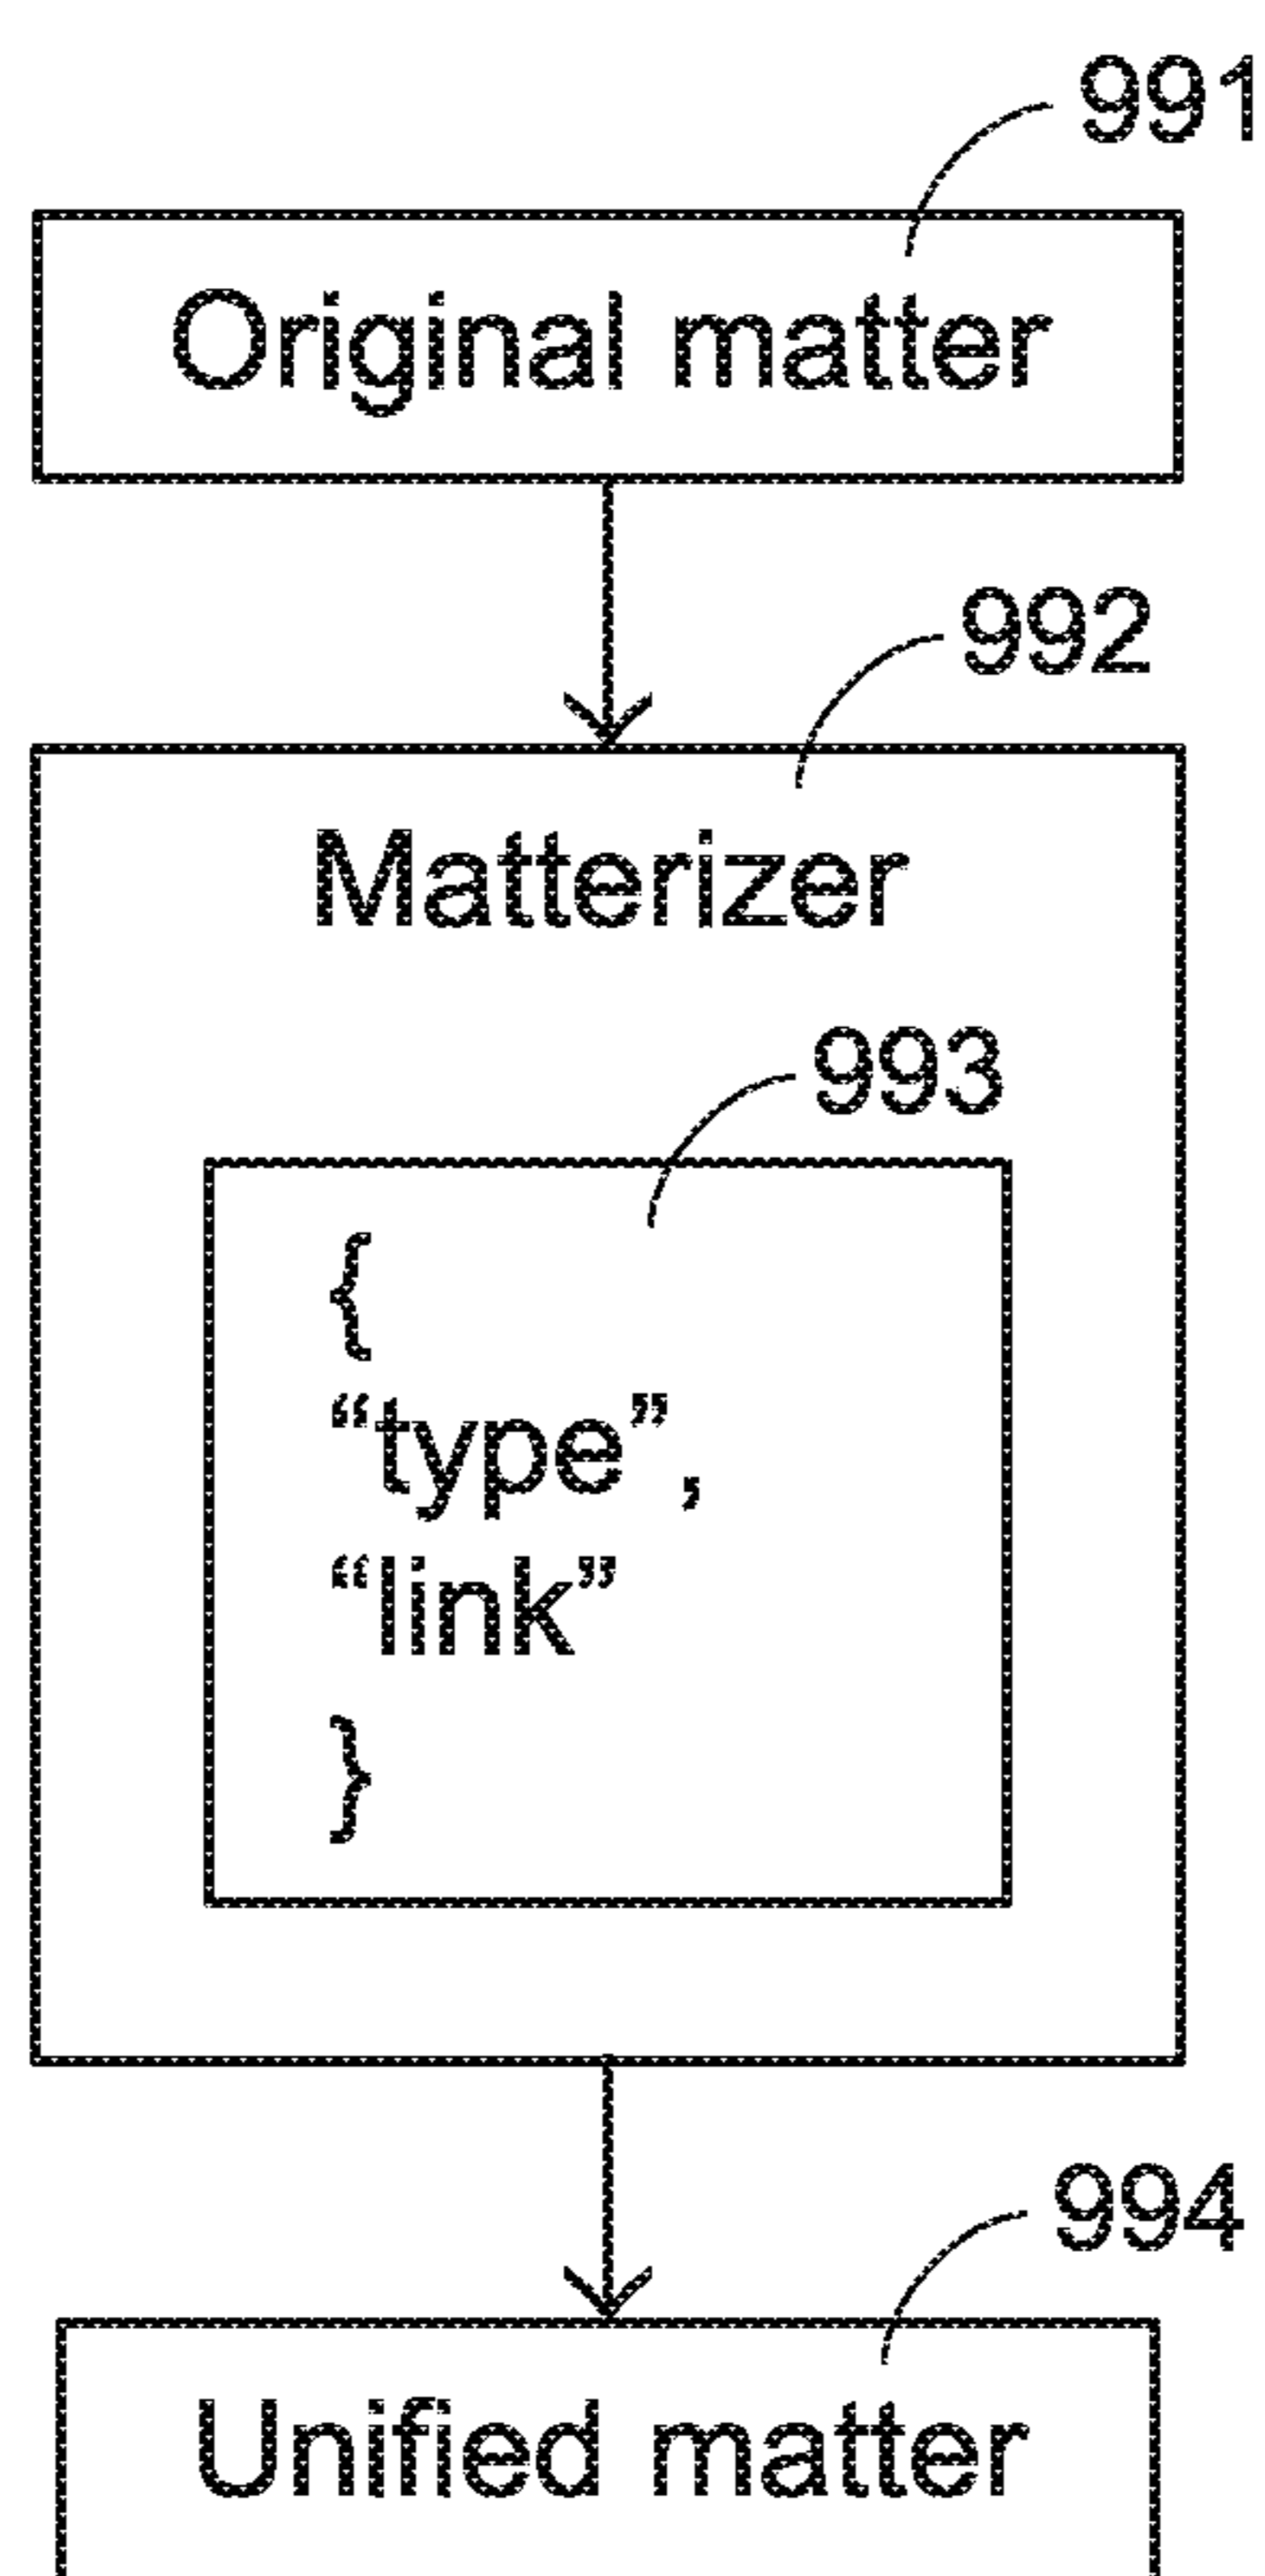 991
Original matter
992
Matterizer
993
{
“type”,
“link”
}
994
Unified matter